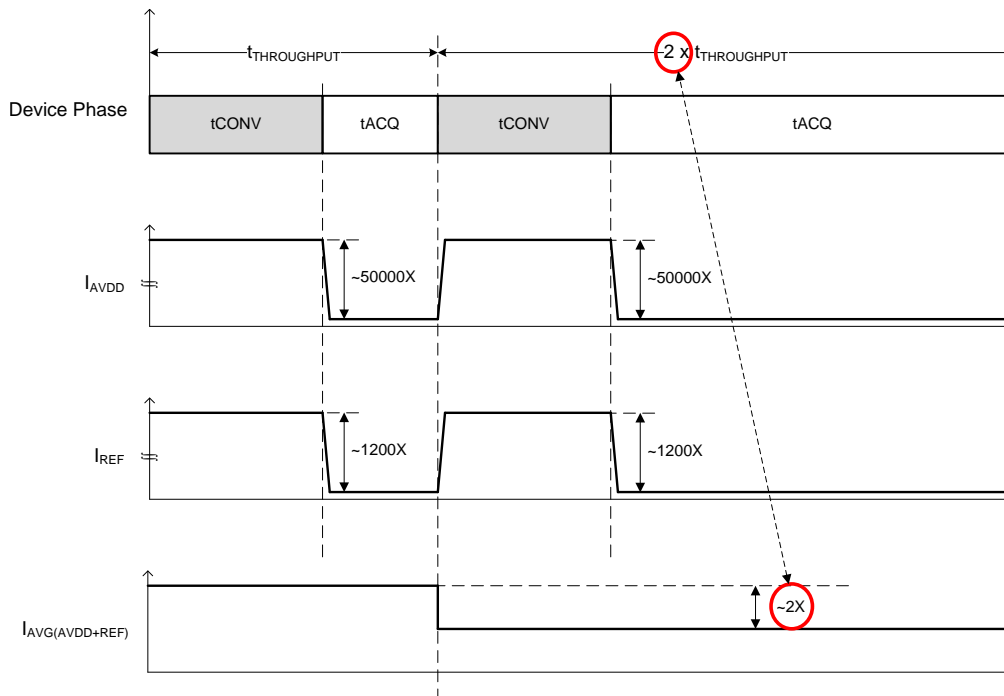 tTHROUGHPUT
2 x tTHROUGHPUT
Device Phase
tCONV
tACQ
tCONV
tACQ
IAVDD
~50000X
~50000X
IREF
~1200X
~1200X
IAVG(AVDD+REF)
~2X